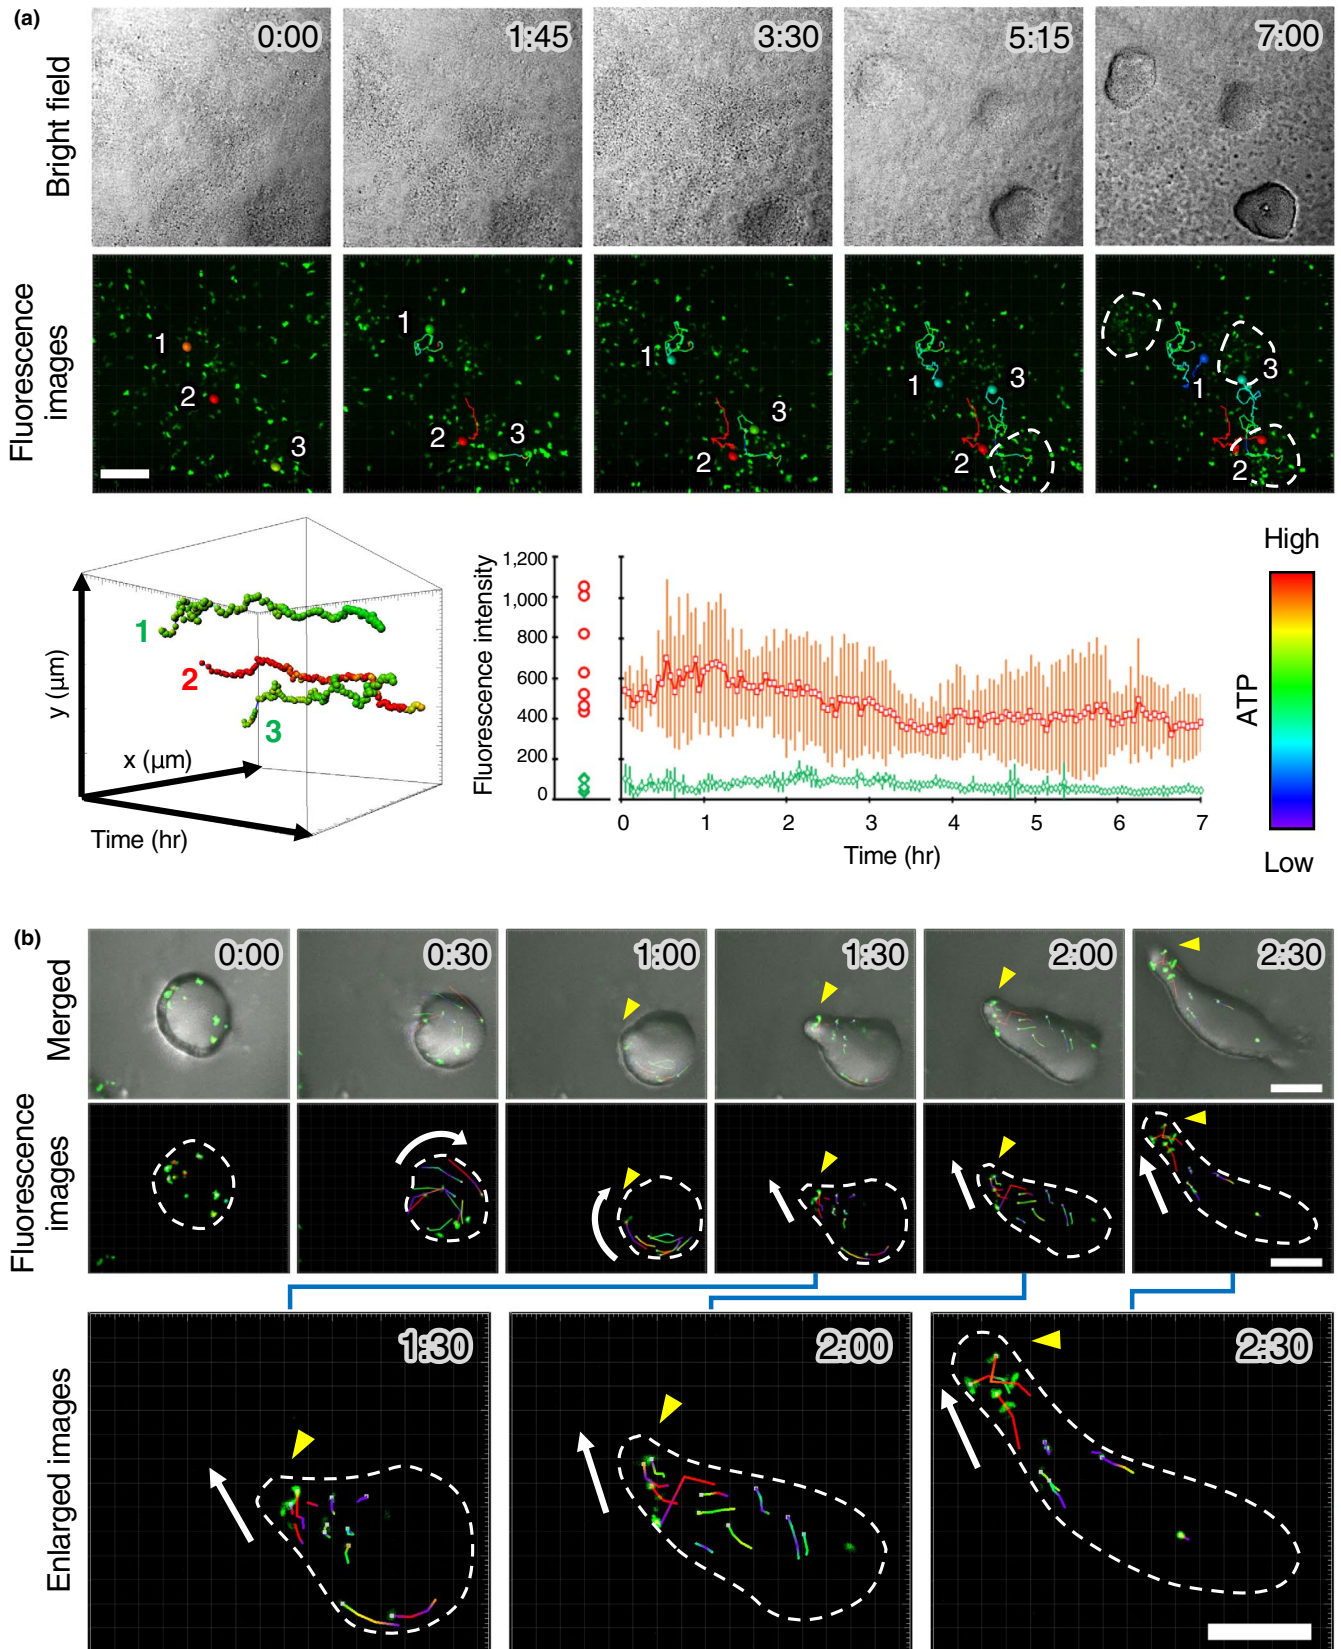 (a)
Bright field
0:00
1:45
3:30
5:15
7:00
Fluorescence
images
1
2
3
1
2
3
1
2
3
1
2
3
1
2
3
y (µm)
x (µm)
Time (hr)
1
2
3
Fluorescence intensity
1,200
1,000
800
600
400
200
0
0
1
2
3
4
5
6
7
Time (hr)
High
ATP
Low
(b)
Merged
0:00
0:30
1:00
1:30
2:00
2:30
Fluorescence
images
Enlarged images
1:30
2:00
2:30